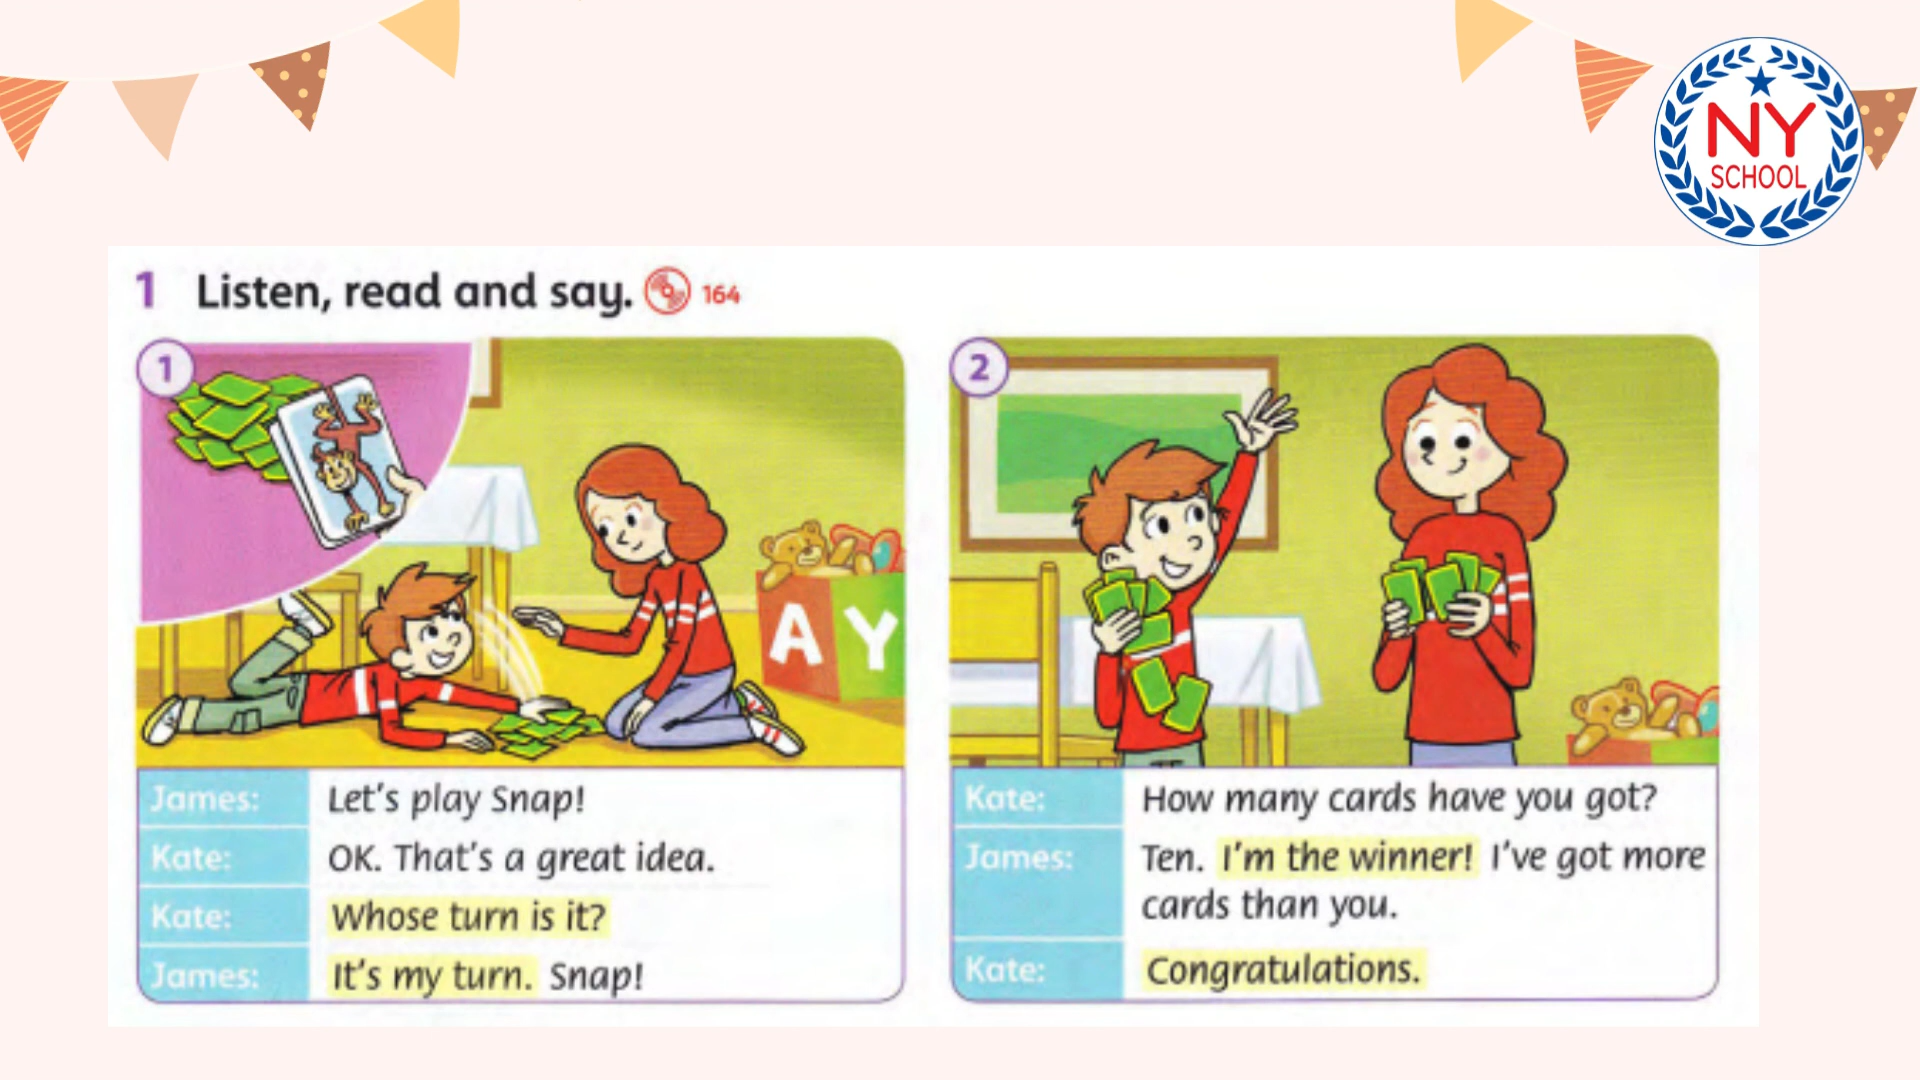 NY
SCHOOL
1 Listen, read and say. 164
1
A Y
James: Let's play Snap!
Kate: OK. That's a great idea.
Kate: Whose turn is it?
James: It's my turn. Snap!
2
Kate: How many cards have you got?
James: Ten. I'm the winner! I've got more
cards than you.
Kate: Congratulations.